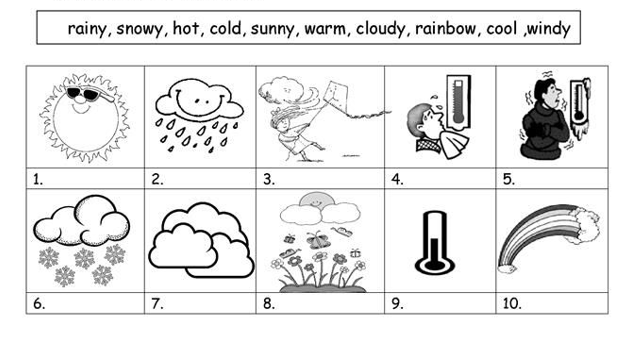 rainy, snowy, hot, cold, sunny, warm, cloudy, rainbow, cool ,windy
1. 2. 3. 4. 5.
6. 7. 8. 9. 10.